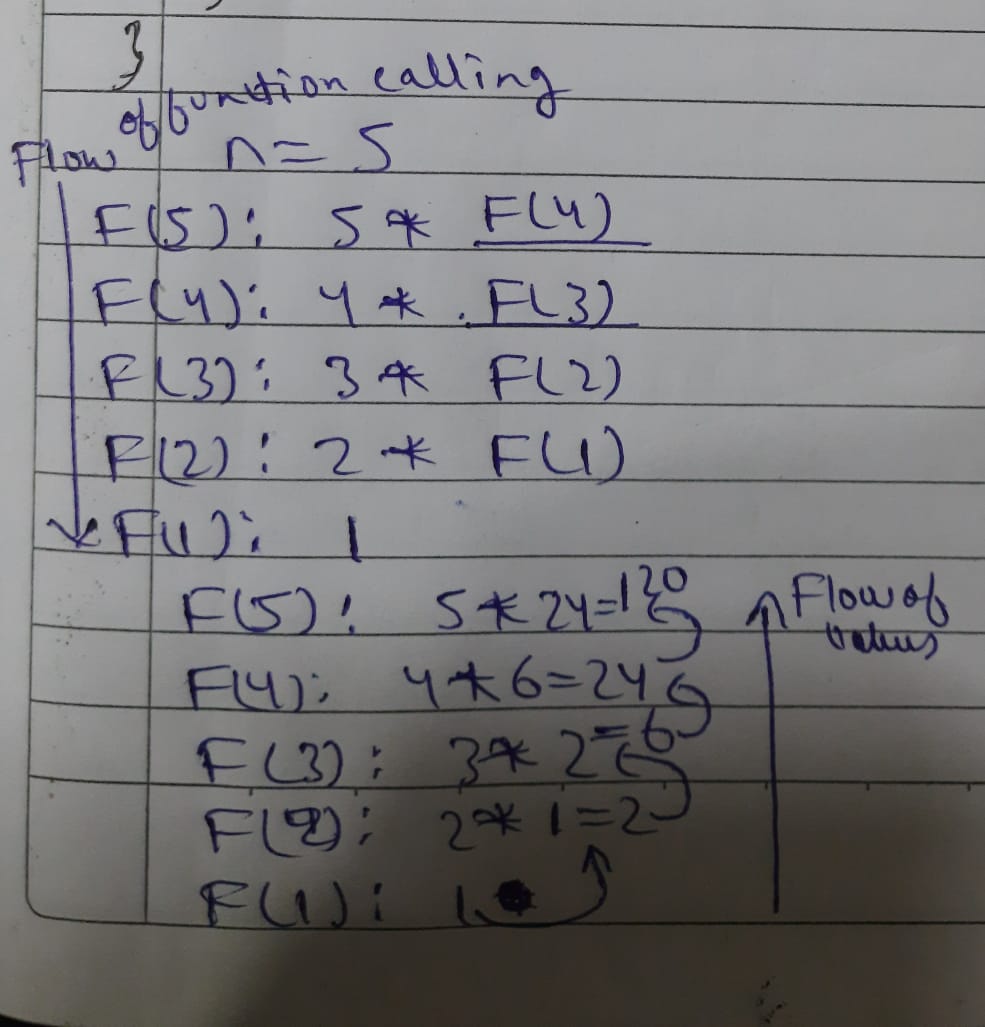 }
Flow of function calling
n = 5
F(5): 5 * F(4)
F(4): 4 * F(3)
F(3): 3 * F(2)
F(2): 2 * F(1)
F(1): 1
F(5): 5 * 24 = 120
Flow of values
F(4): 4 * 6 = 24
F(3): 3 * 2 = 6
F(2): 2 * 1 = 2
F(1): 1